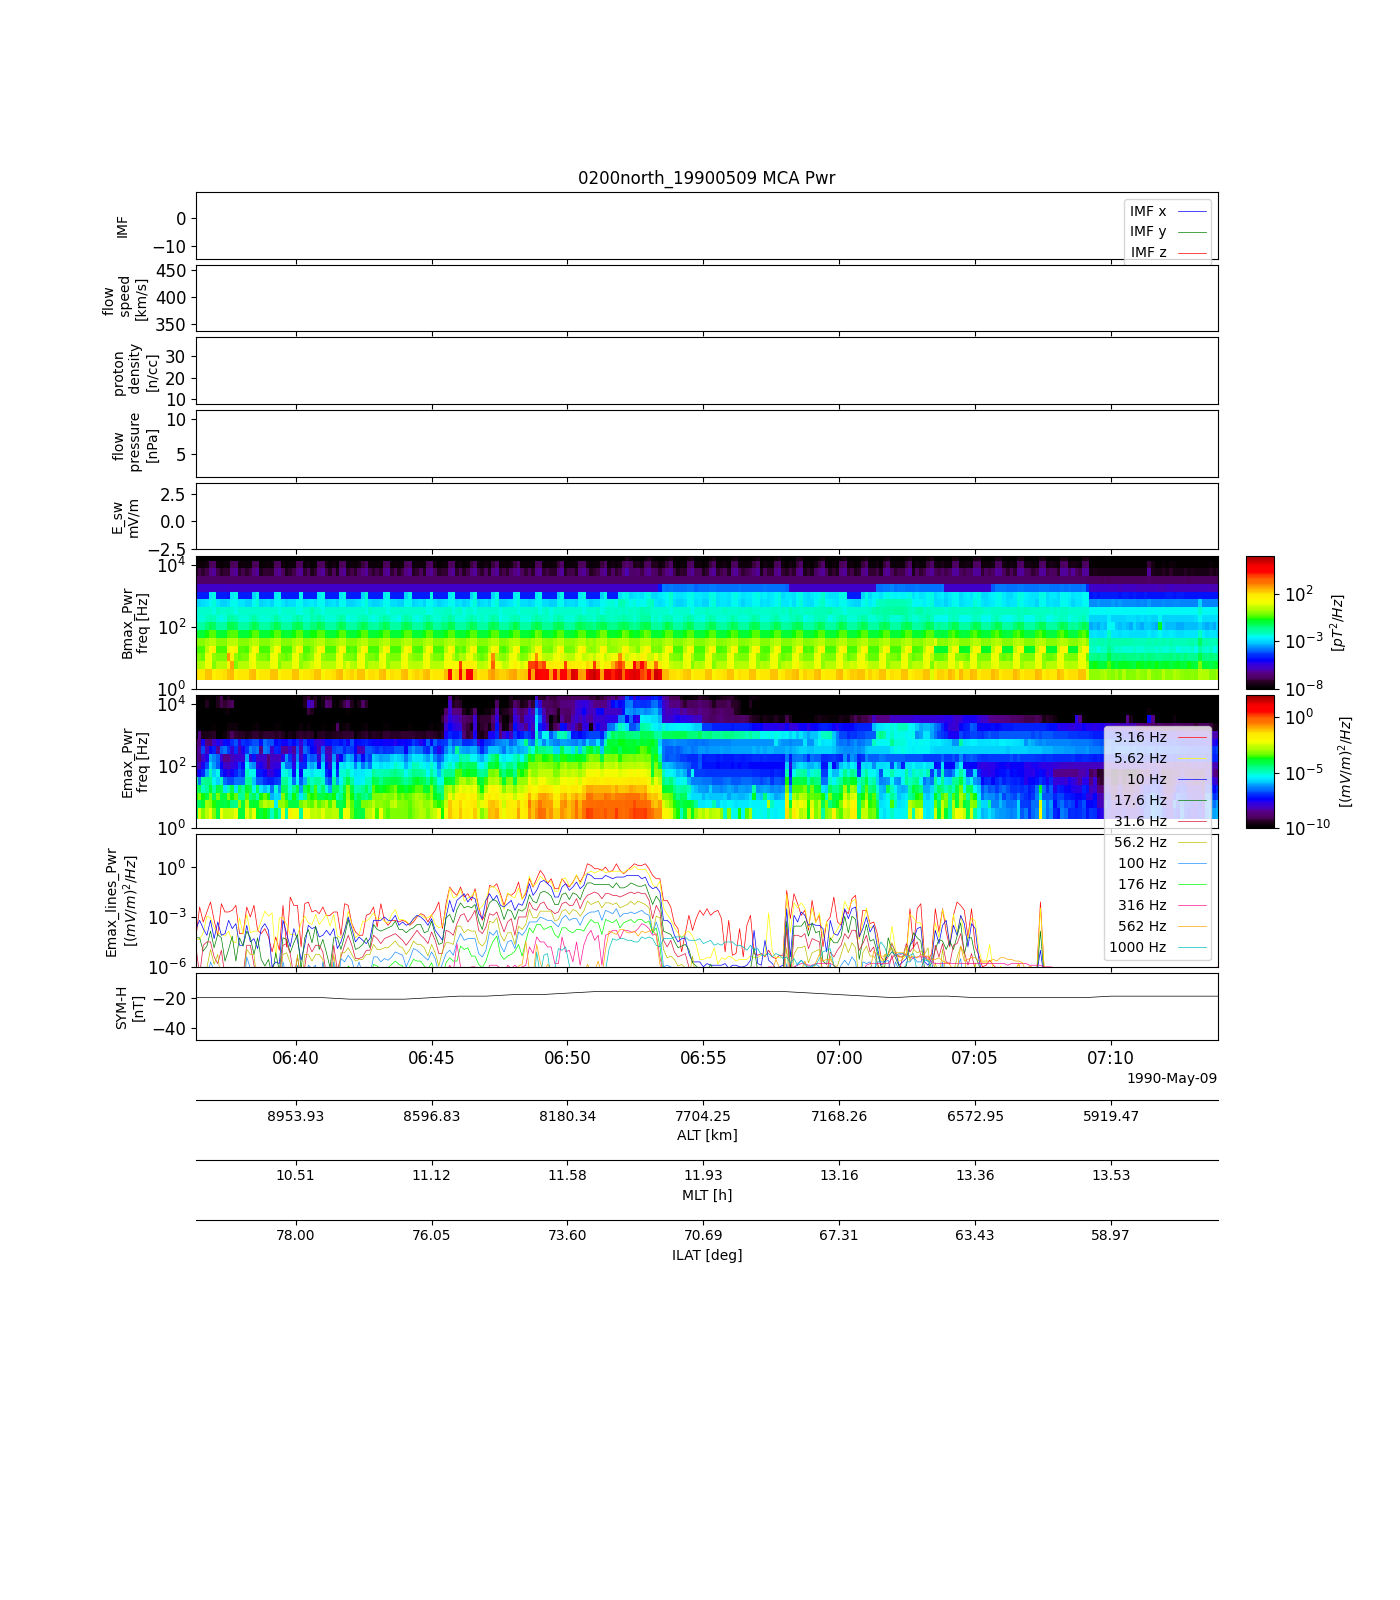 0200north_19900509 MCA Pwr
IMF
0
−10
IMF x
IMF y
IMF z
flow
speed
[km/s]
450
400
350
proton
density
[n/cc]
30
20
10
flow
pressure
[nPa]
10
5
E_sw
mV/m
2.5
0.0
−2.5
Bmax_Pwr
freq [Hz]
10^4
10^2
10^0
10^2
10^−3
10^−8
[pT^2/Hz]
Emax_Pwr
freq [Hz]
10^4
10^2
10^0
10^0
10^−5
10^−10
[(mV/m)^2/Hz]
3.16 Hz
5.62 Hz
10 Hz
17.6 Hz
31.6 Hz
56.2 Hz
100 Hz
176 Hz
316 Hz
562 Hz
1000 Hz
Emax_lines_Pwr
[(mV/m)^2/Hz]
10^0
10^−3
10^−6
SYM-H
[nT]
−20
−40
06:40 06:45 06:50 06:55 07:00 07:05 07:10
1990-May-09
8953.93 8596.83 8180.34 7704.25 7168.26 6572.95 5919.47
ALT [km]
10.51 11.12 11.58 11.93 13.16 13.36 13.53
MLT [h]
78.00 76.05 73.60 70.69 67.31 63.43 58.97
ILAT [deg]